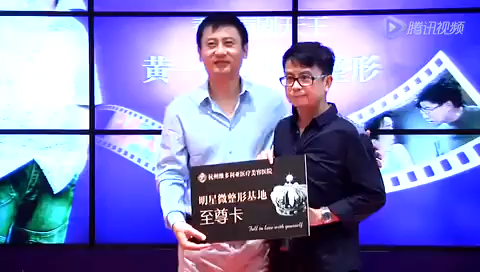 腾讯视频
黄
整形
杭州维多利亚医疗美容医院
明星微整形基地
至尊卡
Fall in love with yourself